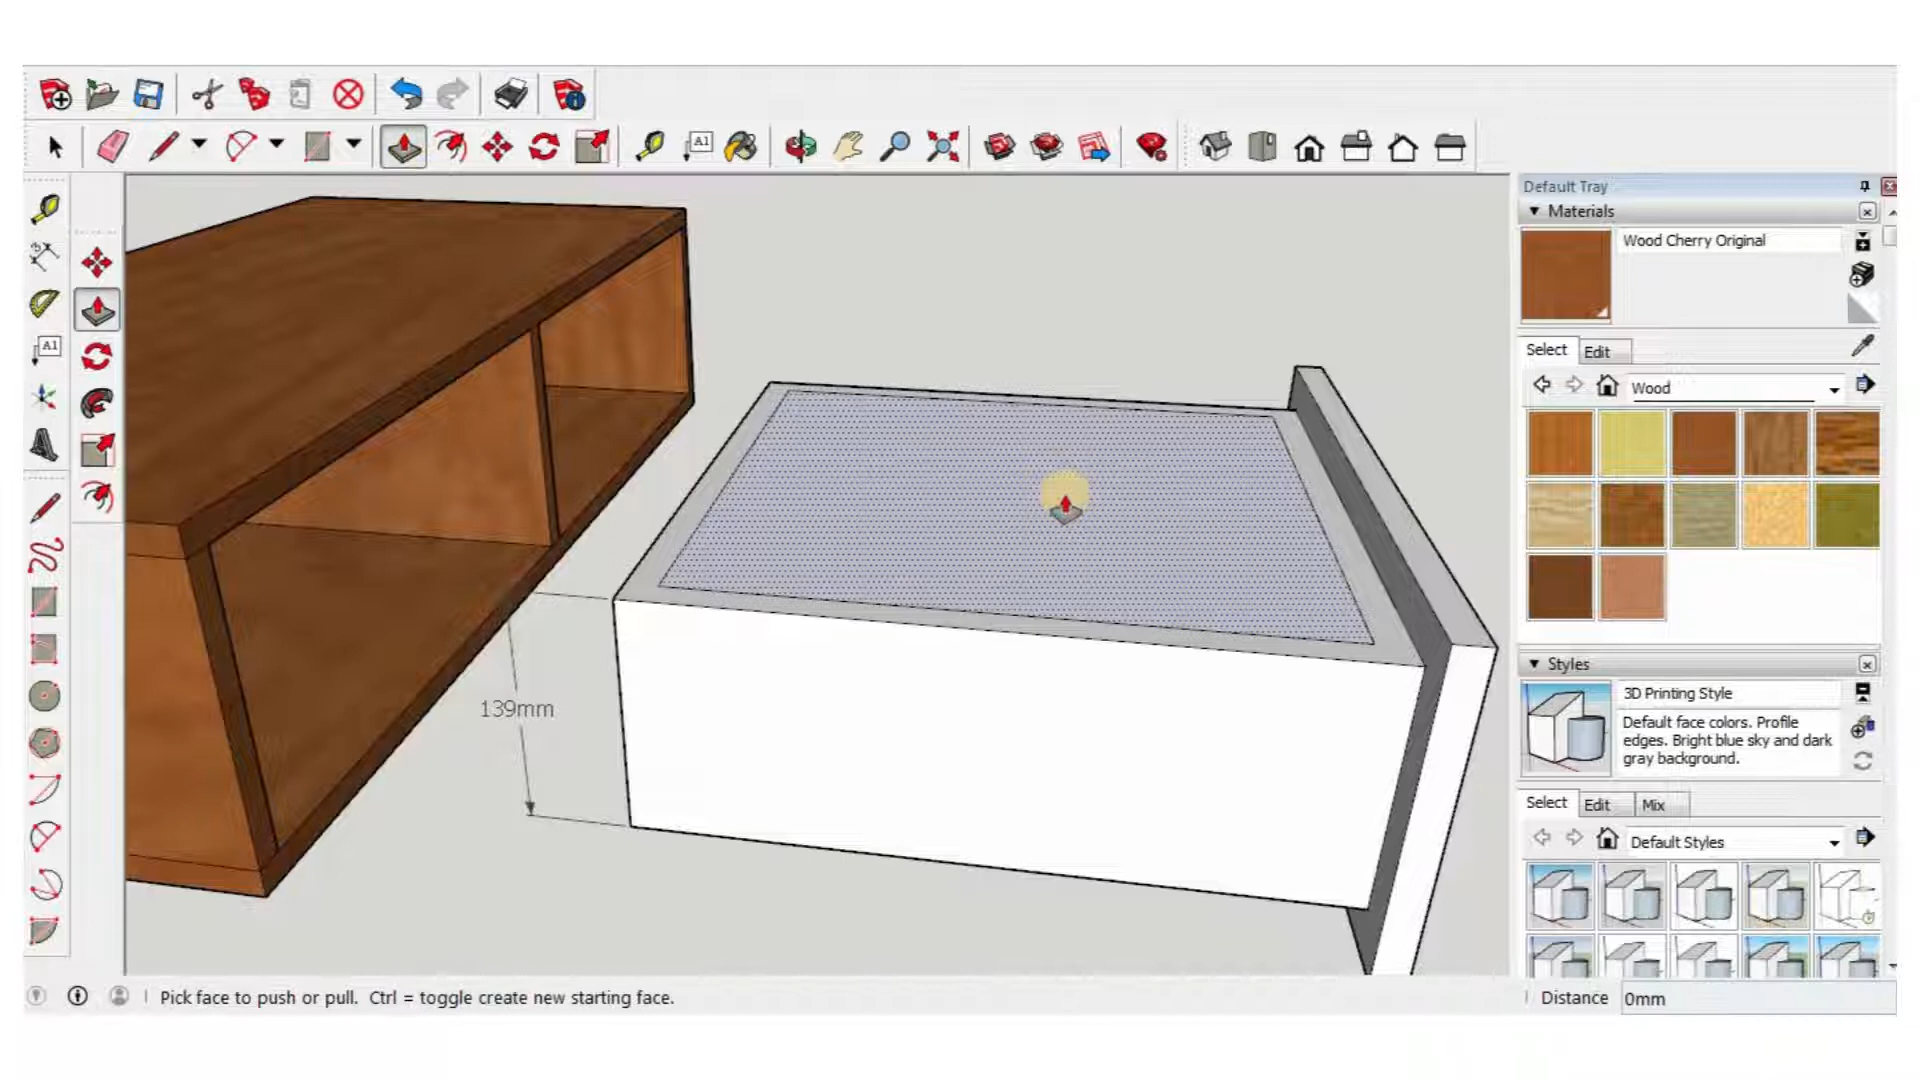 A1
Default Tray
Materials
Wood Cherry Original
A1
Select Edit
Wood
139mm
Styles
3D Printing Style
Default face colors. Profile
edges. Bright blue sky and dark
gray background.
Select Edit Mix
Default Styles
Pick face to push or pull. Ctrl = toggle create new starting face.
Distance 0mm